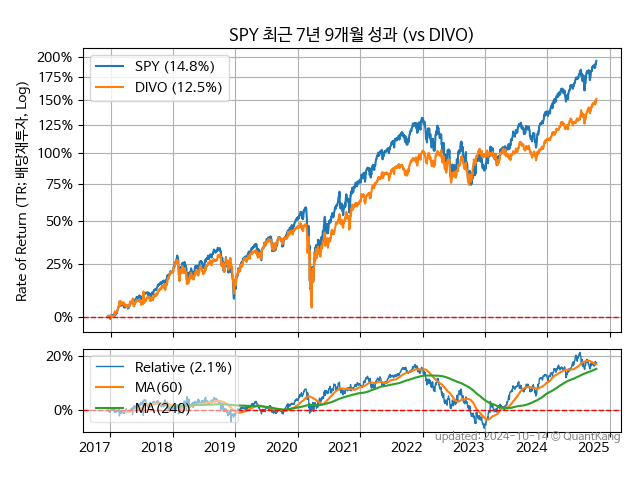 SPY 최근 7년 9개월 성과 (vs DIVO)
Rate of Return (TR; 배당재투자, Log)
200%
175%
150%
125%
100%
75%
50%
25%
0%
SPY (14.8%)
DIVO (12.5%)
20%
0%
Relative (2.1%)
MA(60)
MA(240)
2017 2018 2019 2020 2021 2022 2023 2024 2025
updated: 2024-10-14 © QuantKang